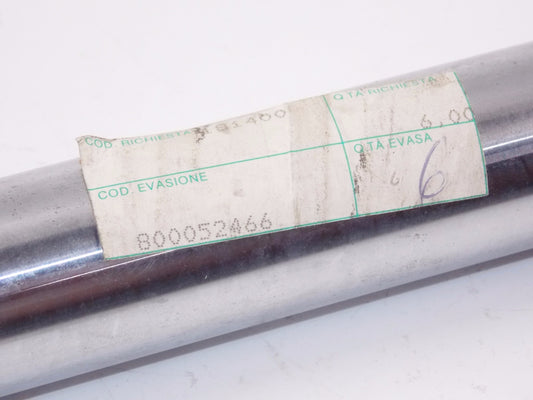 COD. RICHIESTA
Q.TA RICHIESTA
6,00
COD. EVASIONE
Q.TA EVASA
6
800052466